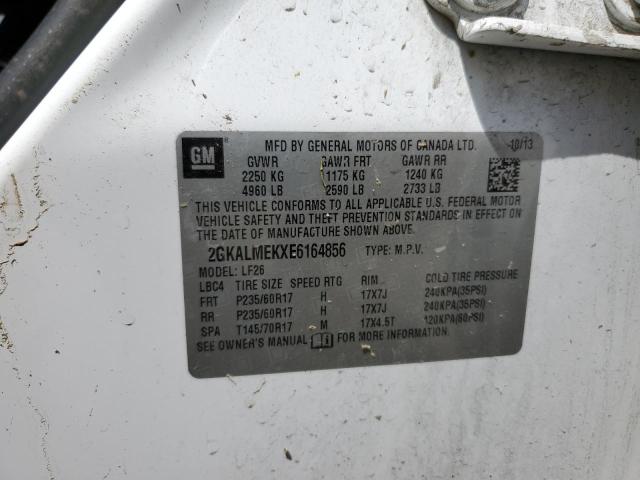 GM
MFD BY GENERAL MOTORS OF CANADA LTD. 10/13
GVWR GAWR FRT GAWR RR
2250 KG 1175 KG 1240 KG
4960 LB 2590 LB 2733 LB
THIS VEHICLE CONFORMS TO ALL APPLICABLE U.S. FEDERAL MOTOR
VEHICLE SAFETY AND THEFT PREVENTION STANDARDS IN EFFECT ON
THE DATE OF MANUFACTURE SHOWN ABOVE.
2GKALMEKXE6164856 TYPE: M.P.V.
MODEL: LF26
LBC4 TIRE SIZE SPEED RTG RIM COLD TIRE PRESSURE
FRT P235/60R17 H 17X7J 240KPA(35PSI)
RR P235/60R17 H 17X7J 240KPA(35PSI)
SPA T145/70R17 M 17X4.5T 420KPA(60PSI)
SEE OWNER'S MANUAL FOR MORE INFORMATION